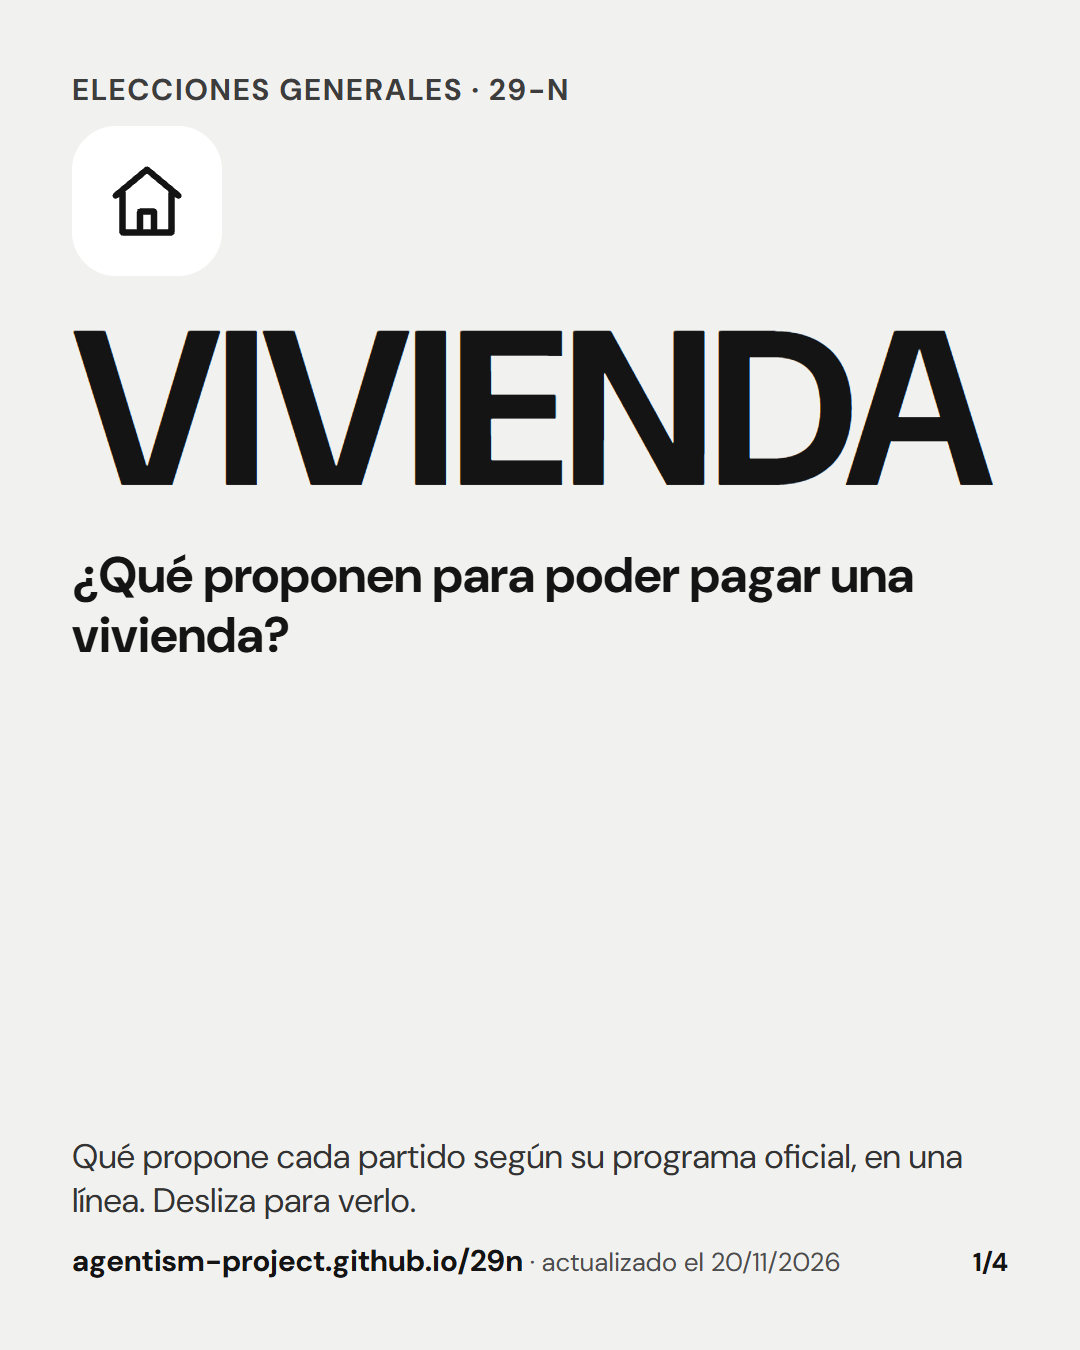 ELECCIONES GENERALES · 29-N
VIVIENDA
¿Qué proponen para poder pagar una
vivienda?
Qué propone cada partido según su programa oficial, en una
línea. Desliza para verlo.
agentism-project.github.io/29n · actualizado el 20/11/2026
1/4